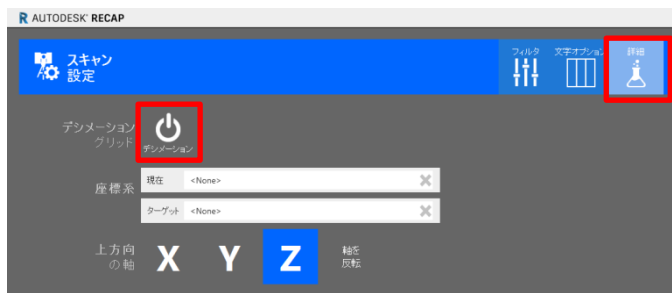 AUTODESK® RECAP
スキャン
設定
フィルタ 文字オプション 詳細
デシメーション
グリッド
デシメーション
座標系
現在 <None>
ターゲット <None>
上方向
の軸
X Y Z
軸を
反転